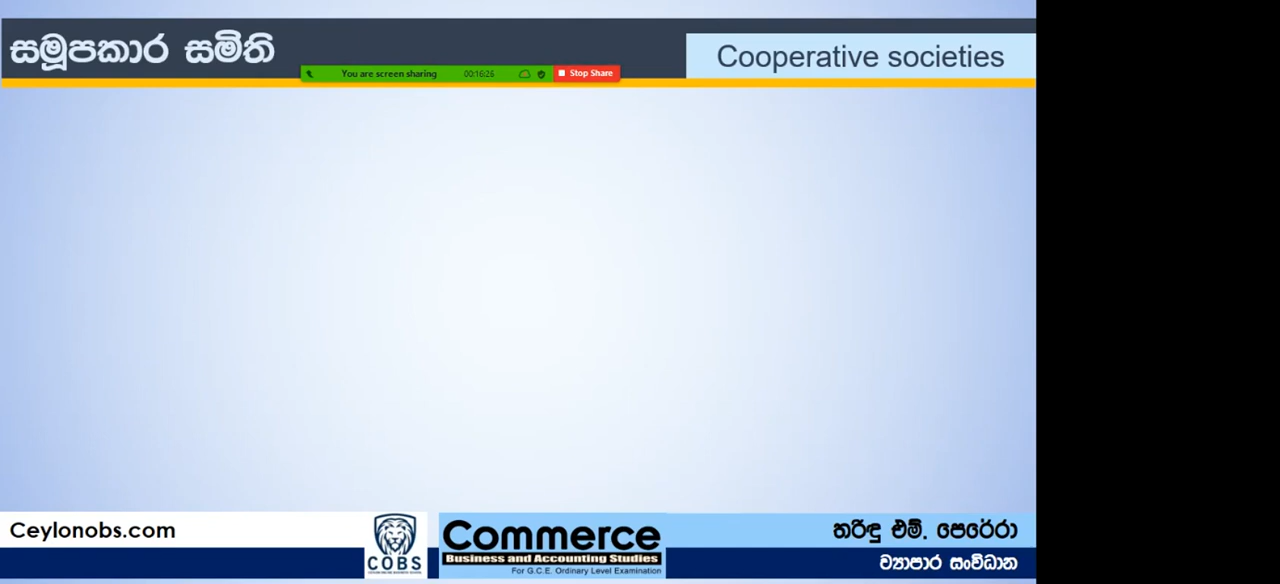 සමූපකාර සමිති
Cooperative societies
You are screen sharing 00:16:26 Stop Share
Ceylonobs.com
COBS
Commerce
Business and Accounting Studies
For G.C.E. Ordinary Level Examination
තරිඳු එම්. පෙරේරා
ව්‍යාපාර සංවිධාන